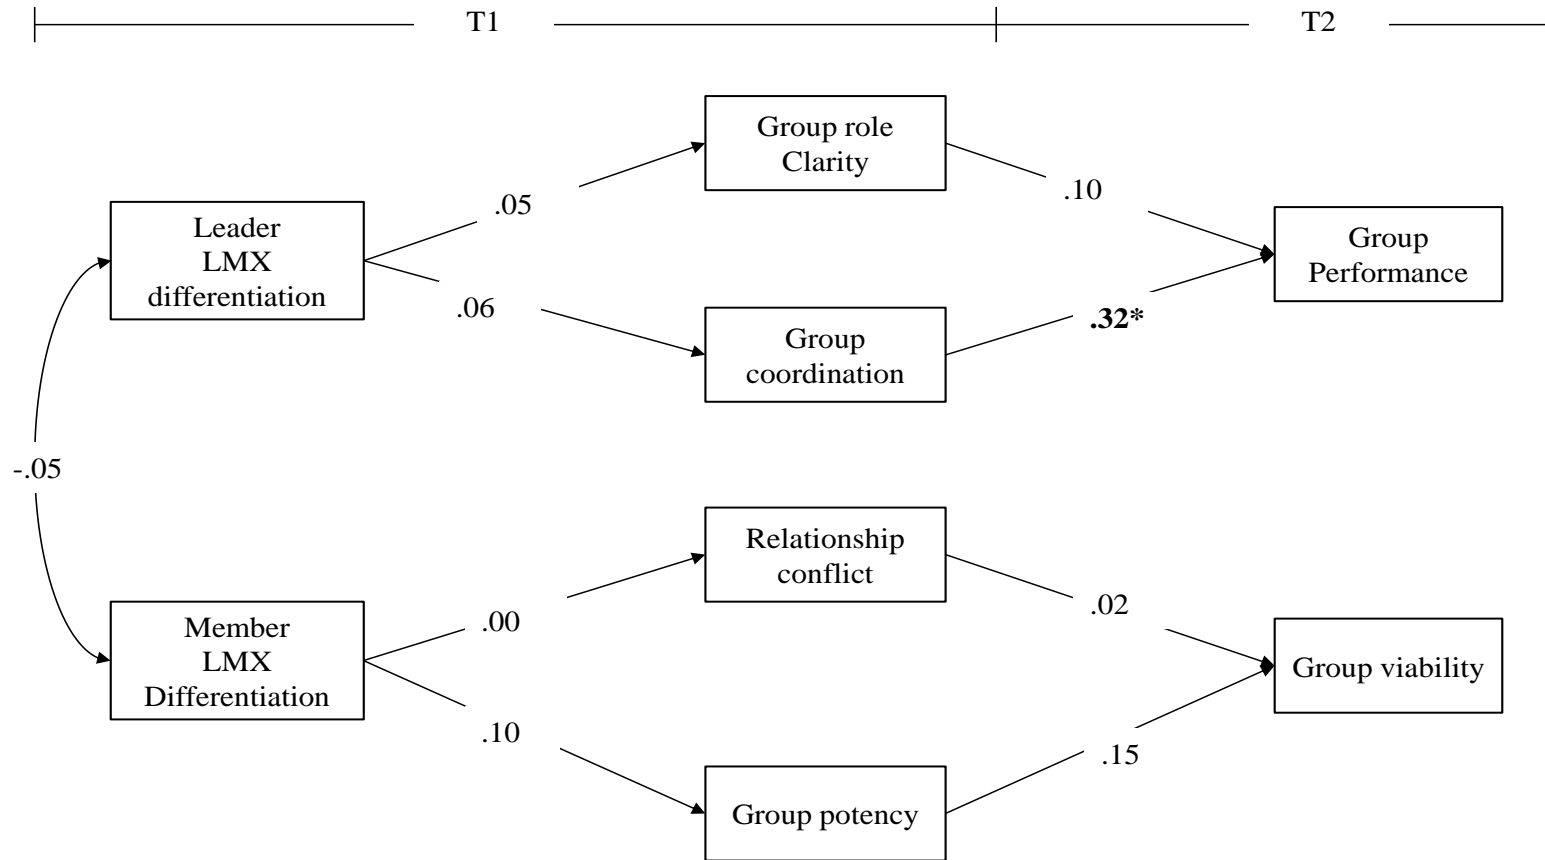 T1
T2
Group role
Clarity
.10
.05
Leader
LMX
differentiation
Group
Performance
.06
Group
coordination
.32*
-.05
Relationship
conflict
.02
.00
Member
LMX
Differentiation
Group viability
.10
.15
Group potency